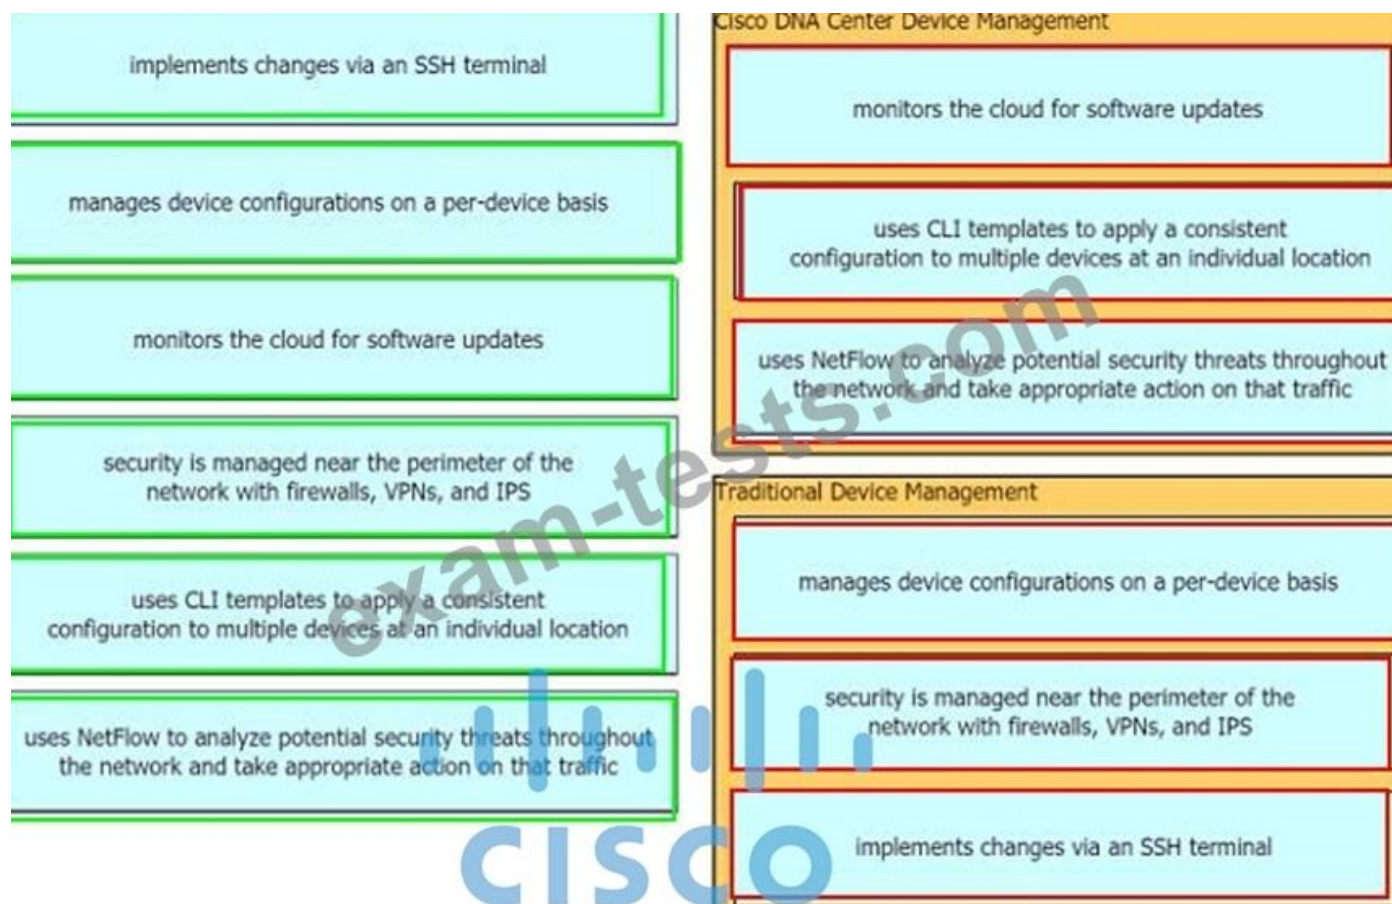 implements changes via an SSH terminal
manages device configurations on a per-device basis
monitors the cloud for software updates
security is managed near the perimeter of the
network with firewalls, VPNs, and IPS
uses CLI templates to apply a consistent
configuration to multiple devices at an individual location
uses NetFlow to analyze potential security threats throughout
the network and take appropriate action on that traffic
Cisco DNA Center Device Management
monitors the cloud for software updates
uses CLI templates to apply a consistent
configuration to multiple devices at an individual location
uses NetFlow to analyze potential security threats throughout
the network and take appropriate action on that traffic
Traditional Device Management
manages device configurations on a per-device basis
security is managed near the perimeter of the
network with firewalls, VPNs, and IPS
implements changes via an SSH terminal
exam-tests.com
CISCO